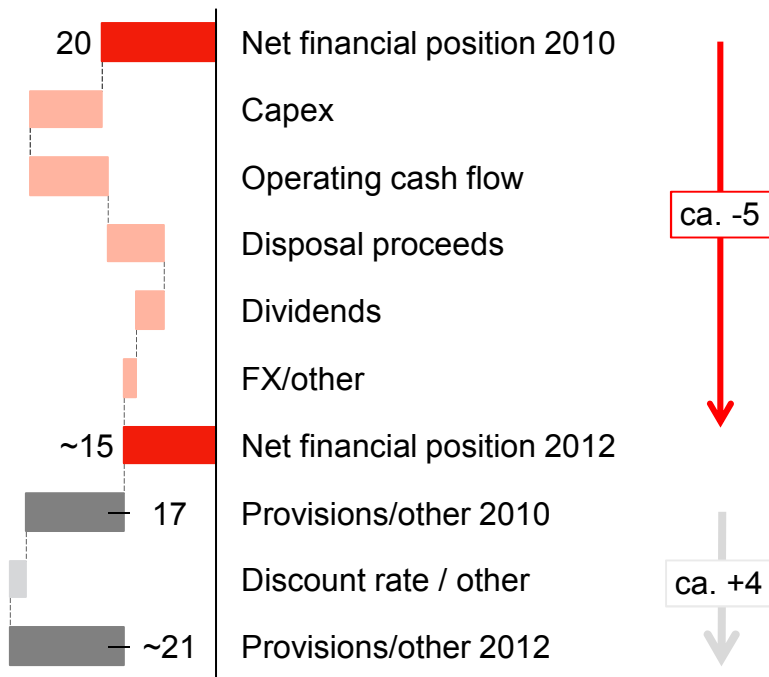 20 Net financial position 2010
Capex
Operating cash flow
ca. -5
Disposal proceeds
Dividends
FX/other
~15 Net financial position 2012
17 Provisions/other 2010
Discount rate / other
ca. +4
~21 Provisions/other 2012